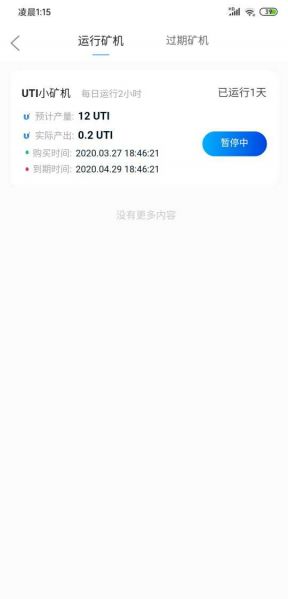 凌晨1:15
39
运行矿机 过期矿机
UTI小矿机 每日运行2小时 已运行1天
预计产量: 12 UTI
实际产出: 0.2 UTI
暂停中
购买时间: 2020.03.27 18:46:21
到期时间: 2020.04.29 18:46:21
没有更多内容